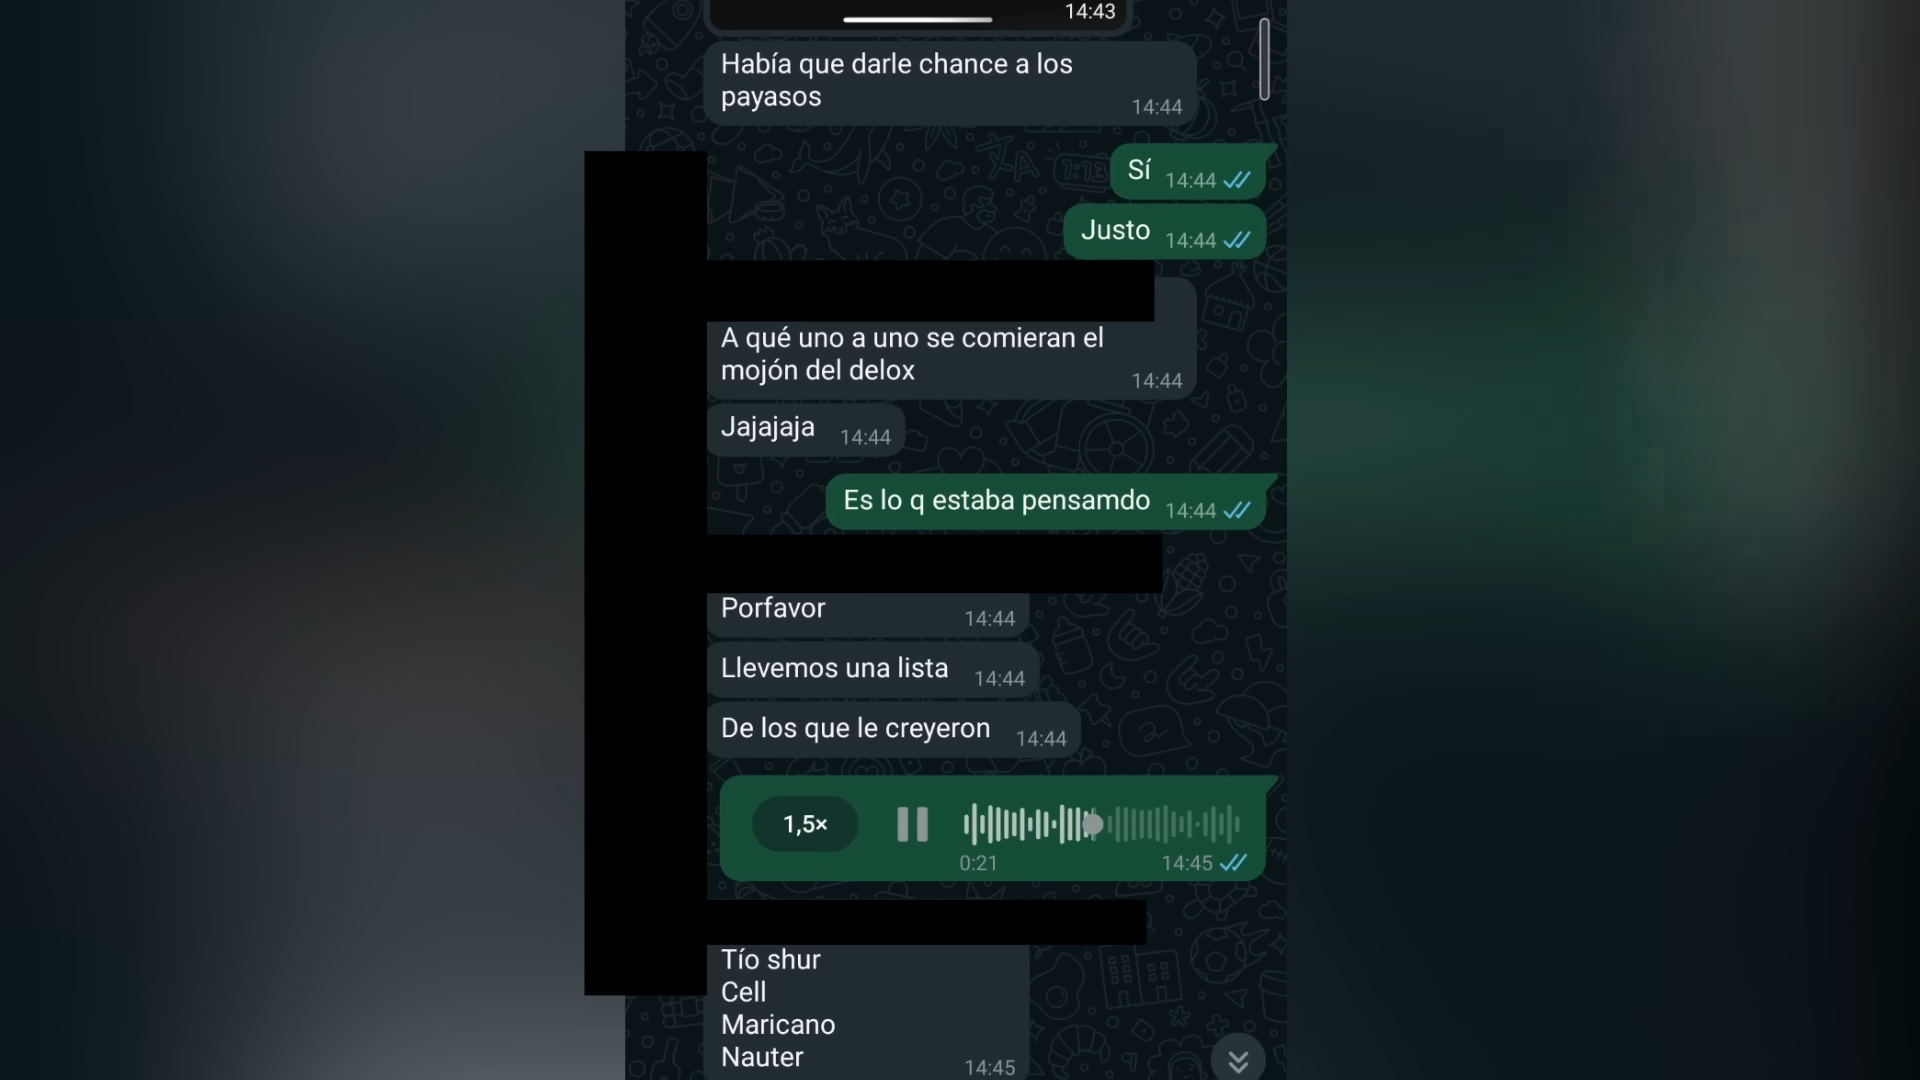 14:43
Había que darle chance a los
payasos
14:44
Sí 14:44
Justo 14:44
A qué uno a uno se comieran el
mojón del delox
14:44
Jajajaja 14:44
Es lo q estaba pensamdo 14:44
Porfavor 14:44
Llevemos una lista 14:44
De los que le creyeron 14:44
1,5×
0:21 14:45
Tío shur
Cell
Maricano
Nauter 14:45